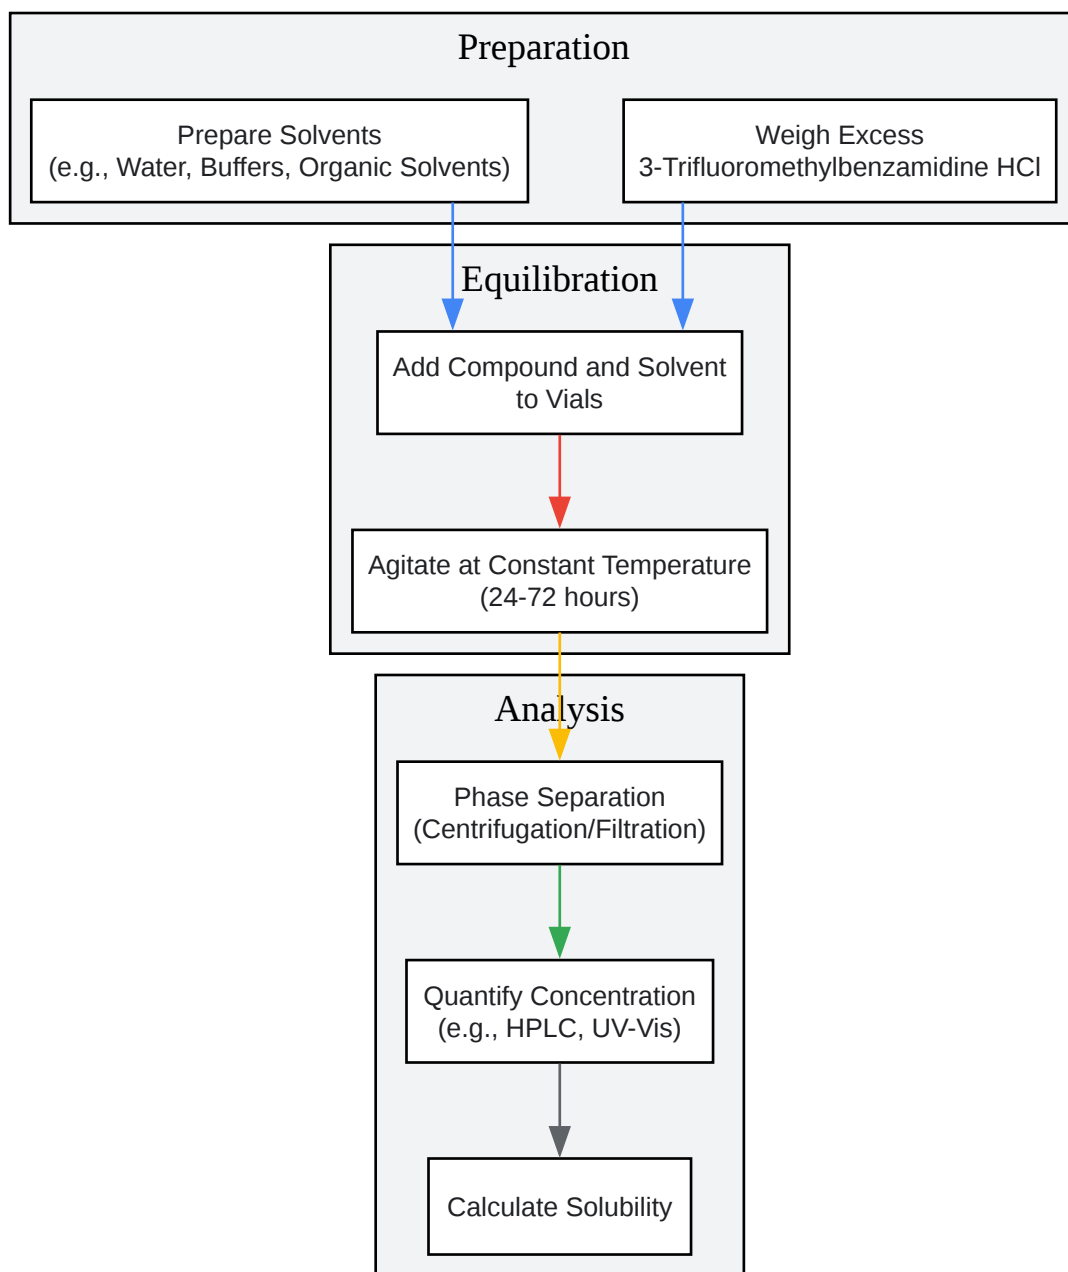 Preparation
Prepare Solvents
(e.g., Water, Buffers, Organic Solvents)
Weigh Excess
3-Trifluoromethylbenzamidine HCl
Equilibration
Add Compound and Solvent
to Vials
Agitate at Constant Temperature
(24-72 hours)
Analysis
Phase Separation
(Centrifugation/Filtration)
Quantify Concentration
(e.g., HPLC, UV-Vis)
Calculate Solubility